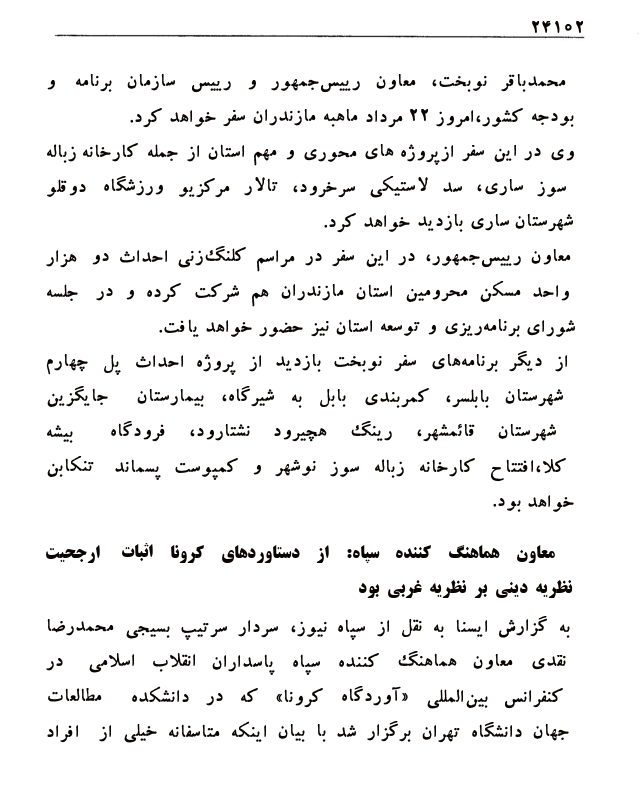 ۲۴۱۰۲
محمدباقر نوبخت، معاون رییس‌جمهور و رییس سازمان برنامه و
بودجه کشور،امروز ۲۲ مرداد ماهبه مازندران سفر خواهد کرد.
وی در این سفر ازپروژه های محوری و مهم استان از جمله کارخانه زباله
سوز ساری، سد لاستیکی سرخرود، تالار مرکزیو ورزشگاه دوقلو
شهرستان ساری بازدید خواهد کرد.
معاون رییس‌جمهور، در این سفر در مراسم کلنگ‌زنی احداث دو هزار
واحد مسکن محرومین استان مازندران هم شرکت کرده و در جلسه
شورای برنامه‌ریزی و توسعه استان نیز حضور خواهد یافت.
از دیگر برنامه‌های سفر نوبخت بازدید از پروژه احداث پل چهارم
شهرستان بابلسر، کمربندی بابل به شیرگاه، بیمارستان جایگزین
شهرستان قائمشهر، رینگ هچیرود نشتارود، فرودگاه بیشه
کلا،افتتاح کارخانه زباله سوز نوشهر و کمپوست پسماند تنکابن
خواهد بود.
معاون هماهنگ کننده سپاه: از دستاوردهای کرونا اثبات ارجحیت
نظریه دینی بر نظریه غربی بود
به گزارش ایسنا به نقل از سپاه نیوز، سردار سرتیپ بسیجی محمدرضا
نقدی معاون هماهنگ کننده سپاه پاسداران انقلاب اسلامی در
کنفرانس بین‌المللی «آوردگاه کرونا» که در دانشکده مطالعات
جهان دانشگاه تهران برگزار شد با بیان اینکه متاسفانه خیلی از افراد